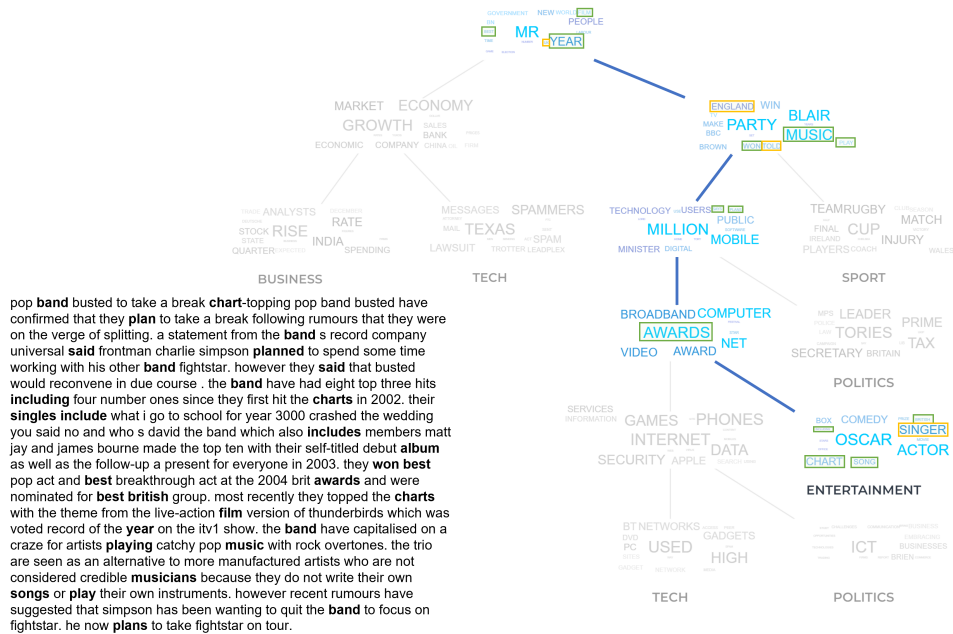 GOVERNMENT NEW WORLD
PEOPLE
MR YEAR
MARKET ECONOMY
GROWTH SALES
BANK
ECONOMIC COMPANY CHINA
ENGLAND WIN
TV BLAIR
MAKE PARTY
BBC MUSIC
BROWN WON TOLD PLAY
ANALYSTS
RATE
STOCK RISE
STATE INDIA
QUARTER SPENDING
BUSINESS
MESSAGES SPAMMERS
MAIL TEXAS
SPAM
LAWSUIT TROTTER LEADPLEX
TECH
TECHNOLOGY USERS
PUBLIC
MILLION MOBILE
MINISTER DIGITAL
TEAM RUGBY
FINAL CUP MATCH
IRELAND INJURY
PLAYERS COACH WALES
SPORT
BROADBAND COMPUTER
AWARDS
NET
VIDEO AWARD
MPS LEADER
PRIME
TORIES
TAX
SECRETARY BRITAIN
POLITICS
SERVICES
INFORMATION GAMES PHONES
INTERNET DATA
SECURITY APPLE SEARCH
BOX COMEDY
SINGER
OSCAR
ACTOR
CHART SONG
ENTERTAINMENT
BT NETWORKS
DVD GADGETS
PC USED
HIGH
GADGET NETWORK
TECH
BUSINESS
ICT BUSINESSES
BRIEN
POLITICS
pop band busted to take a break chart-topping pop band busted have
confirmed that they plan to take a break following rumours that they were
on the verge of splitting. a statement from the band s record company
universal said frontman charlie simpson planned to spend some time
working with his other band fightstar. however they said that busted
would reconvene in due course . the band have had eight top three hits
including four number ones since they first hit the charts in 2002. their
singles include what i go to school for year 3000 crashed the wedding
you said no and who s david the band which also includes members matt
jay and james bourne made the top ten with their self-titled debut album
as well as the follow-up a present for everyone in 2003. they won best
pop act and best breakthrough act at the 2004 brit awards and were
nominated for best british group. most recently they topped the charts
with the theme from the live-action film version of thunderbirds which was
voted record of the year on the itv1 show. the band have capitalised on a
craze for artists playing catchy pop music with rock overtones. the trio
are seen as an alternative to more manufactured artists who are not
considered credible musicians because they do not write their own
songs or play their own instruments. however recent rumours have
suggested that simpson has been wanting to quit the band to focus on
fightstar. he now plans to take fightstar on tour.